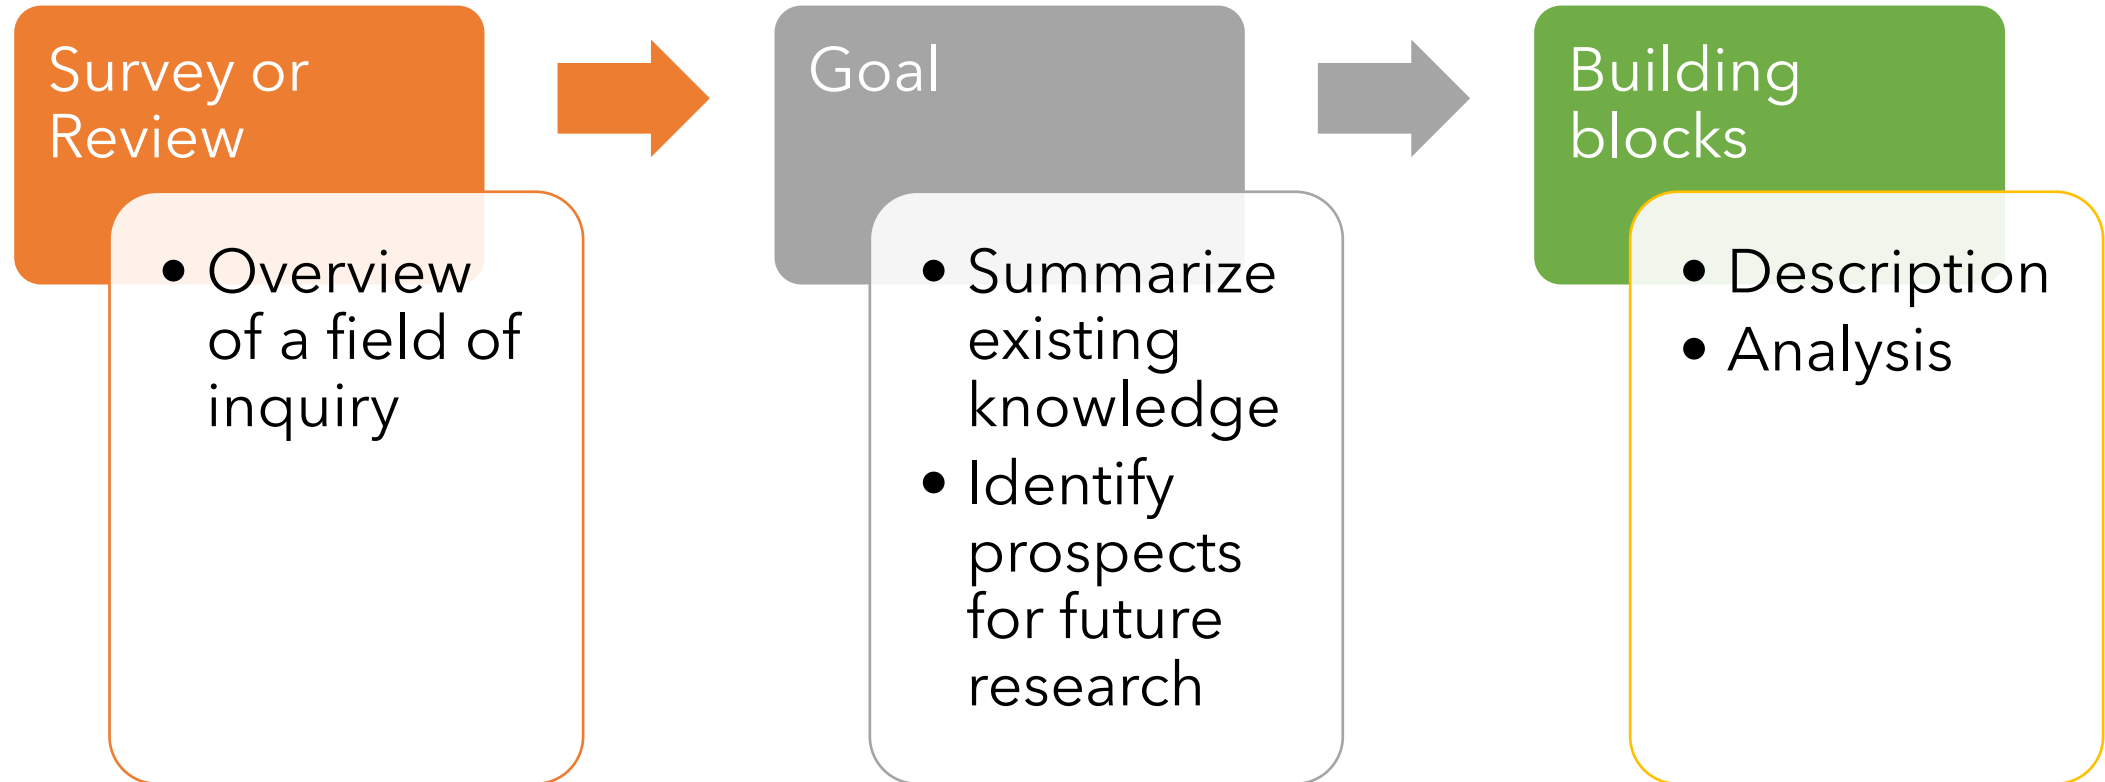 Survey or
Review
• Overview
of a field of
inquiry
Goal
• Summarize
existing
knowledge
• Identify
prospects
for future
research
Building
blocks
• Description
• Analysis